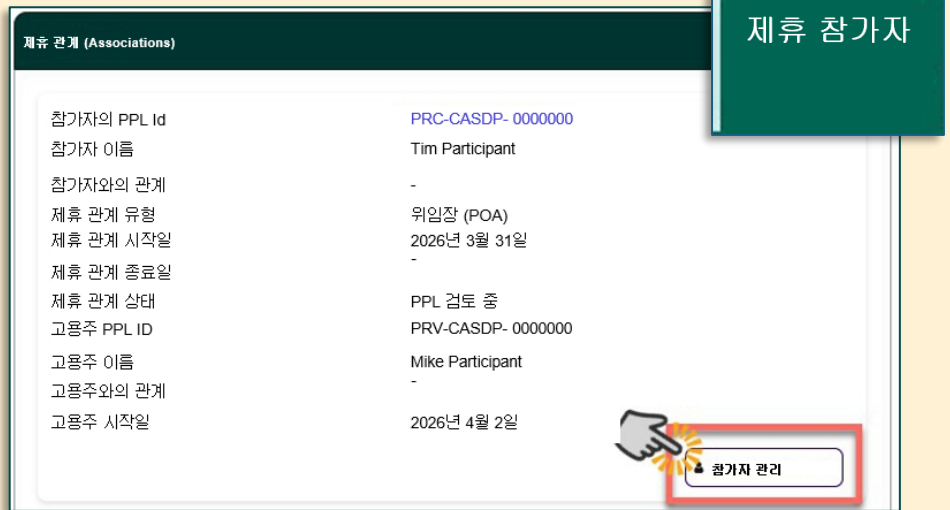 제휴 참가자
제휴 관계 (Associations)
참가자의 PPL Id PRC-CASDP- 0000000
참가자 이름 Tim Participant
참가자와의 관계 -
제휴 관계 유형 위임장 (POA)
제휴 관계 시작일 2026년 3월 31일
제휴 관계 종료일 -
제휴 관계 상태 PPL 검토 중
고용주 PPL ID PRV-CASDP- 0000000
고용주 이름 Mike Participant
고용주와의 관계 -
고용주 시작일 2026년 4월 2일
참가자 관리